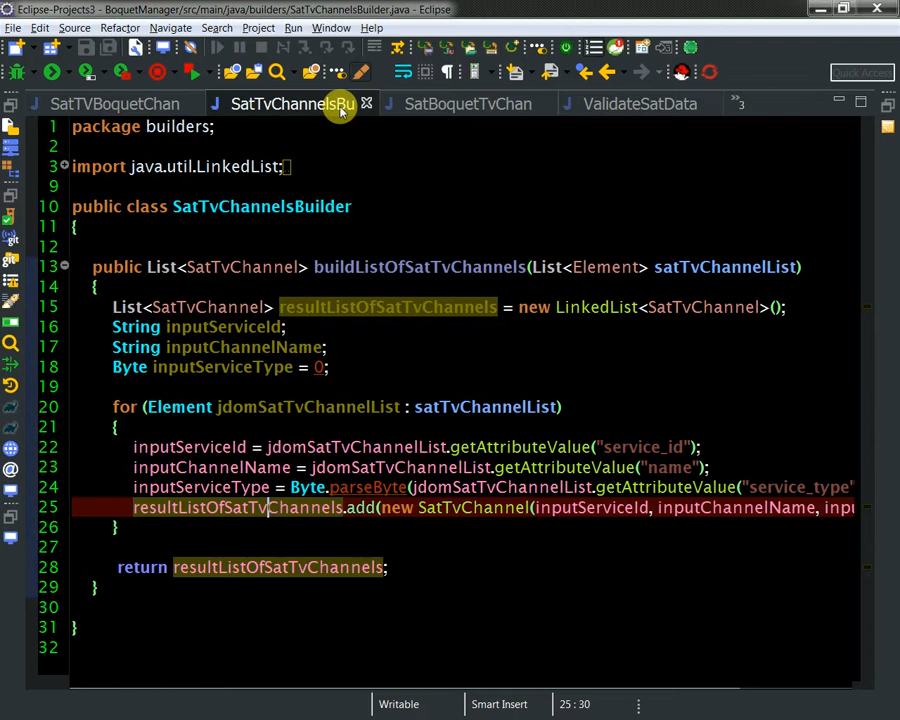 Eclipse-Projects3 - BoquetManager/src/main/java/builders/SatTvChannelsBuilder.java - Eclipse
File Edit Source Refactor Navigate Search Project Run Window Help
Quick Access
SatTVBoquetChan SatTvChannelsBu SatBoquetTvChan ValidateSatData »3
1 package builders;
2
3 import java.util.LinkedList;
9
10 public class SatTvChannelsBuilder
11 {
12
13 public List<SatTvChannel> buildListOfSatTvChannels(List<Element> satTvChannelList)
14 {
15 List<SatTvChannel> resultListOfSatTvChannels = new LinkedList<SatTvChannel>();
16 String inputServiceId;
17 String inputChannelName;
18 Byte inputServiceType = 0;
19
20 for (Element jdomSatTvChannelList : satTvChannelList)
21 {
22 inputServiceId = jdomSatTvChannelList.getAttributeValue("service_id");
23 inputChannelName = jdomSatTvChannelList.getAttributeValue("name");
24 inputServiceType = Byte.parseByte(jdomSatTvChannelList.getAttributeValue("service_type"
25 resultListOfSatTvChannels.add(new SatTvChannel(inputServiceId, inputChannelName, inpu
26 }
27
28 return resultListOfSatTvChannels;
29 }
30
31 }
32
Writable Smart Insert 25 : 30